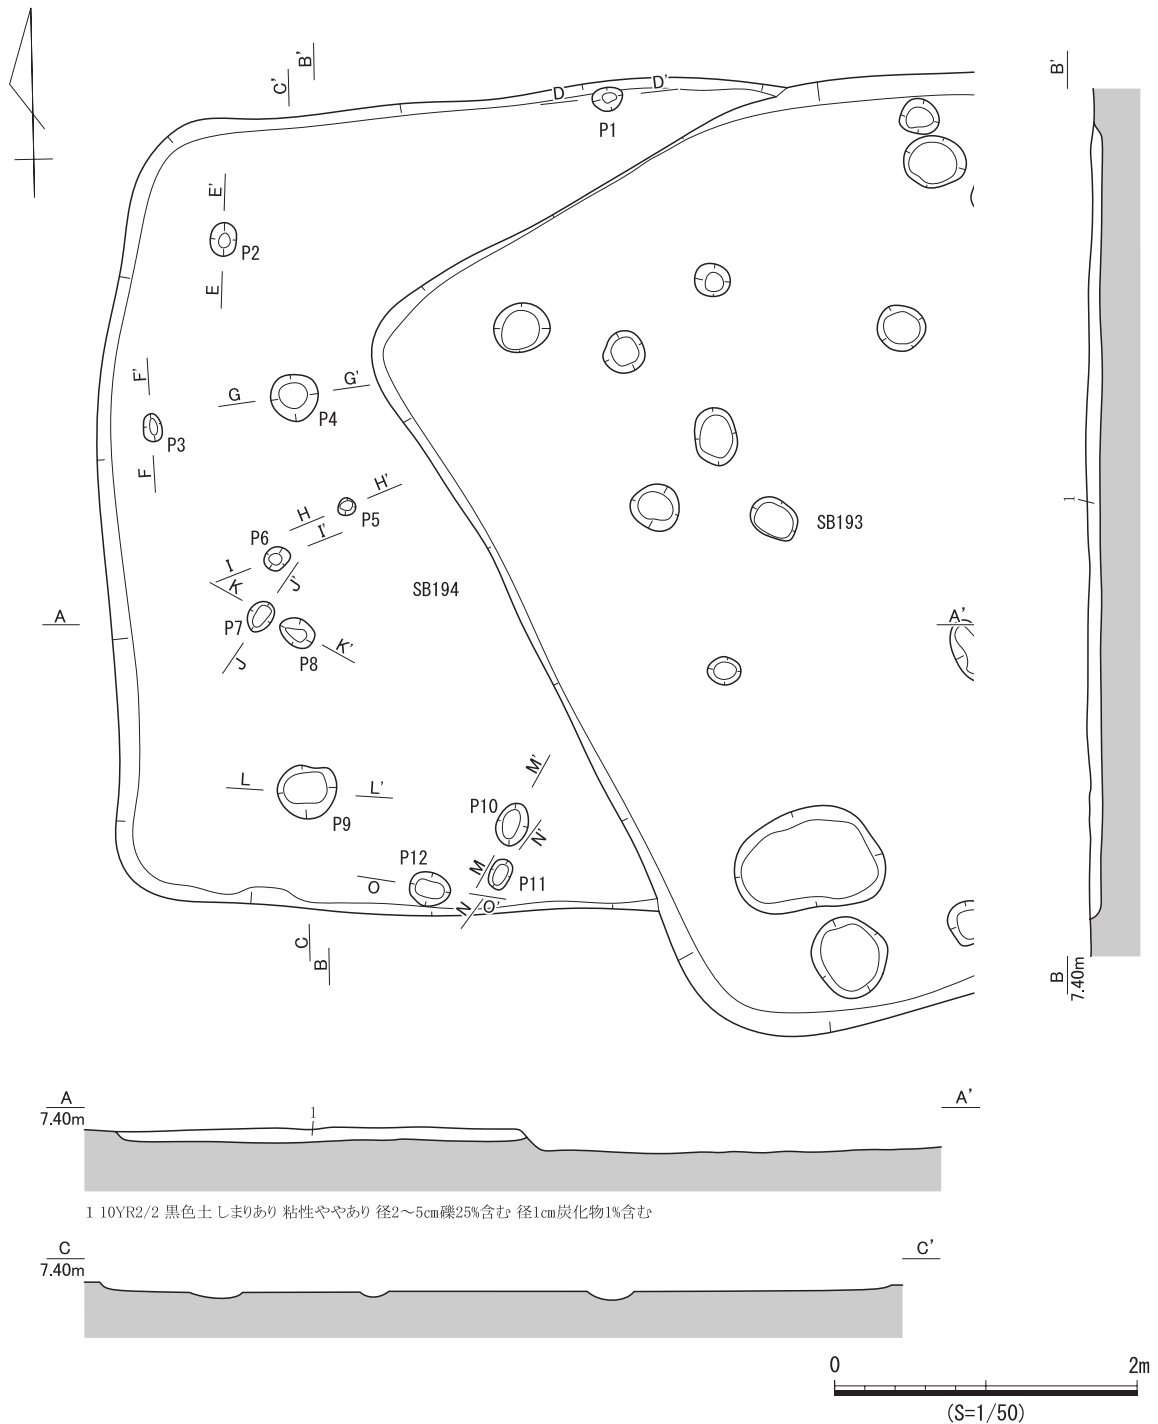 B'
C'
B'
D
D'
P1
E'
P2
E
F'
G
G'
P4
P3
F
H'
H
P5
I'
P6
I
K
J'
SB193
SB194
1
A
A'
P7
P8
K'
J
M'
L
L'
P9
P10
N'
P12
M
P11
O
O'
N
C
B
B
7.40m
A
7.40m
1
A'
1 10YR2/2 黒色土 しまりあり 粘性ややあり 径2～5cm礫25%含む 径1cm炭化物1%含む
C
7.40m
C'
0
2m
(S=1/50)